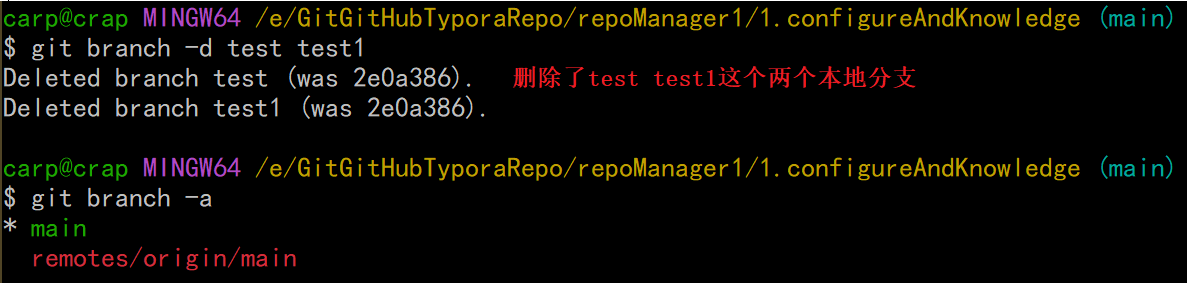 carp@crap MINGW64 /e/GitGitHubTyporaRepo/repoManager1/1.configureAndKnowledge (main)
$ git branch -d test test1
Deleted branch test (was 2e0a386). 删除了test test1这个两个本地分支
Deleted branch test1 (was 2e0a386).
carp@crap MINGW64 /e/GitGitHubTyporaRepo/repoManager1/1.configureAndKnowledge (main)
$ git branch -a
* main
remotes/origin/main